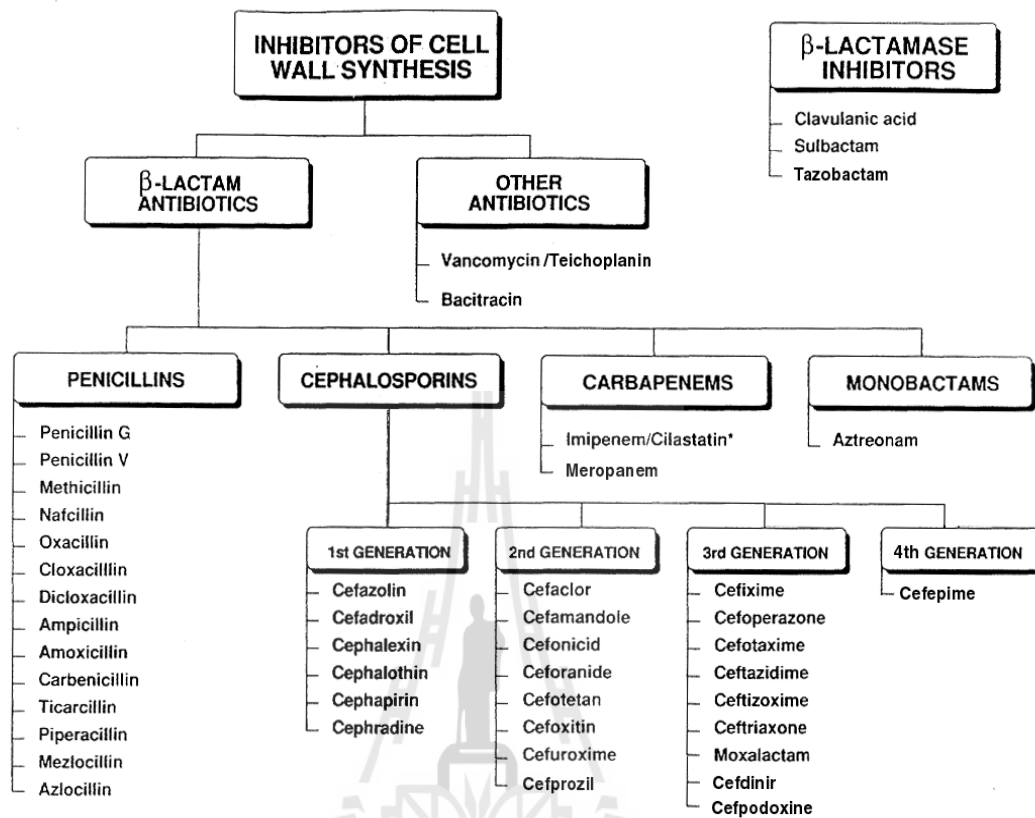 INHIBITORS OF CELL
WALL SYNTHESIS
β-LACTAMASE
INHIBITORS
Clavulanic acid
Sulbactam
Tazobactam
β-LACTAM
ANTIBIOTICS
OTHER
ANTIBIOTICS
Vancomycin/Teichoplanin
Bacitracin
PENICILLINS
Penicillin G
Penicillin V
Methicillin
Nafcillin
Oxacillin
Cloxacilllin
Dicloxacillin
Ampicillin
Amoxicillin
Carbenicillin
Ticarcillin
Piperacillin
Mezlocillin
Azlocillin
CEPHALOSPORINS
CARBAPENEMS
Imipenem/Cilastatin*
Meropanem
MONOBACTAMS
Aztreonam
1st GENERATION
Cefazolin
Cefadroxil
Cephalexin
Cephalothin
Cephapirin
Cephradine
2nd GENERATION
Cefaclor
Cefamandole
Cefonicid
Ceforanide
Cefotetan
Cefoxitin
Cefuroxime
Cefprozil
3rd GENERATION
Cefixime
Cefoperazone
Cefotaxime
Ceftazidime
Ceftizoxime
Ceftriaxone
Moxalactam
Cefdinir
Cefpodoxine
4th GENERATION
Cefepime